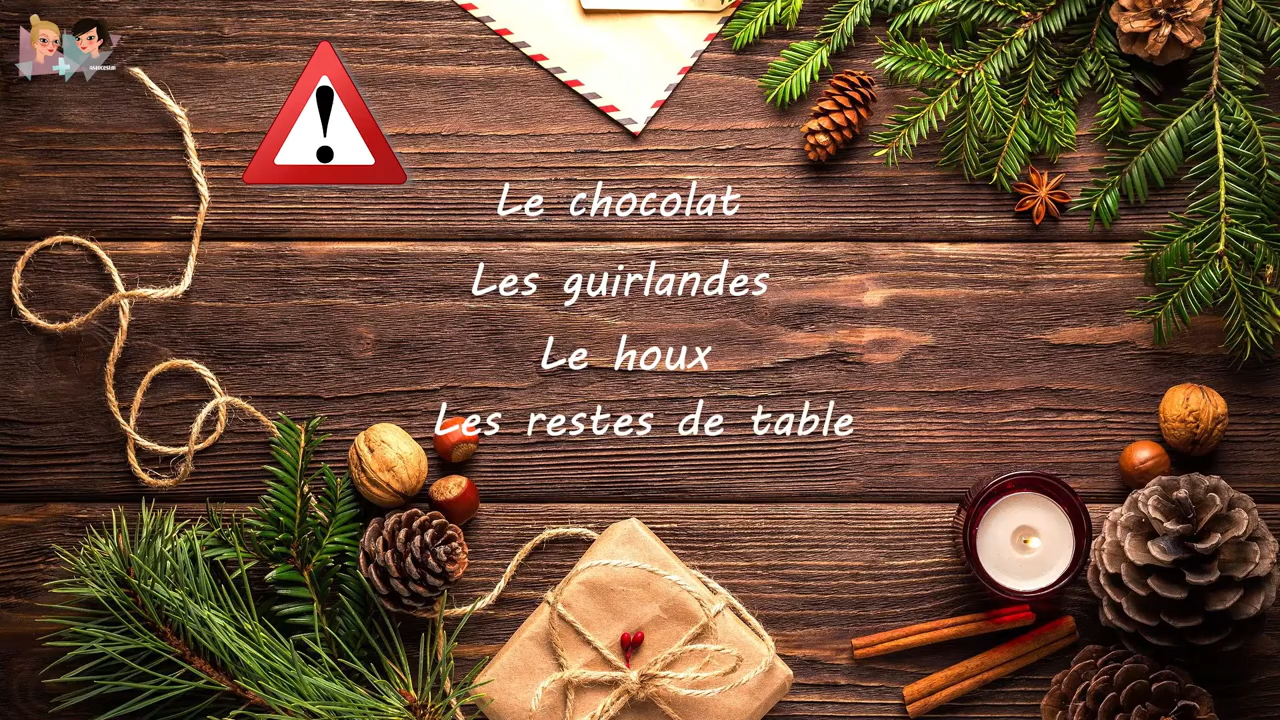 Le chocolat
Les guirlandes
Le houx
Les restes de table